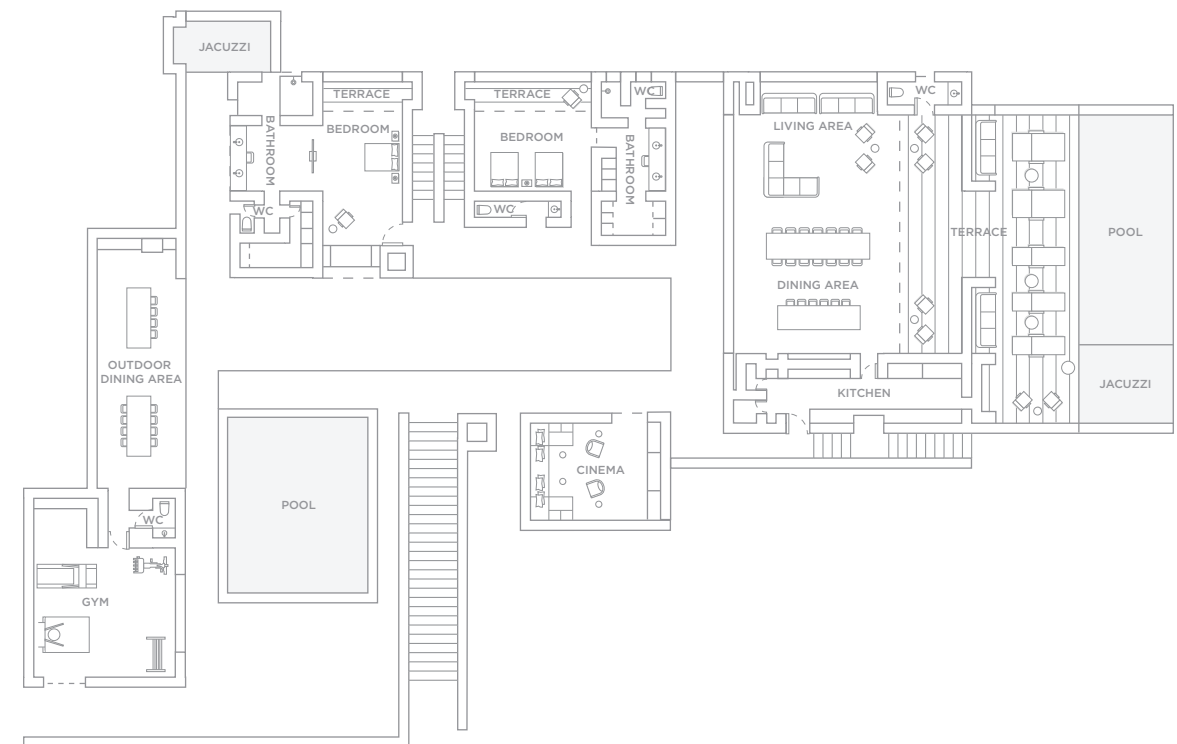 JACUZZI
TERRACE
BEDROOM
BATHROOM
WC
TERRACE
BEDROOM
WC
BATHROOM
WC
WC
LIVING AREA
TERRACE
POOL
DINING AREA
JACUZZI
KITCHEN
OUTDOOR
DINING AREA
CINEMA
POOL
WC
GYM